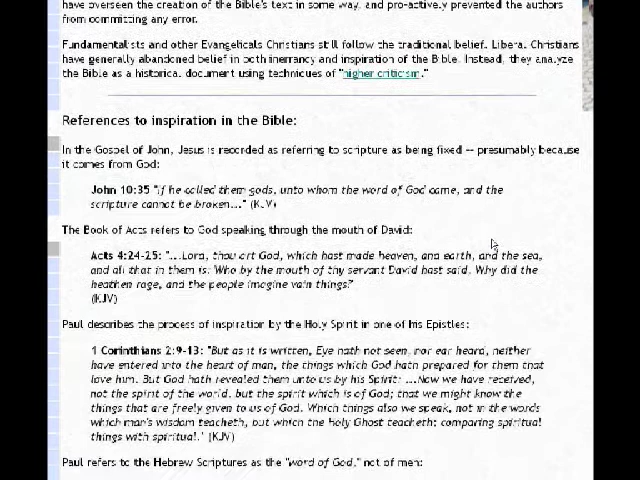 have overseen the creation of the Bible's text in some way, and pro-actively prevented the authors
from committing any error.
Fundamentalists and other Evangelicals Christians still follow the traditional belief. Liberal Christians
have generally abandoned belief in both inerrancy and inspiration of the Bible. Instead, they analyze
the Bible as a historical document using techniques of "higher criticism."
References to inspiration in the Bible:
In the Gospel of John, Jesus is recorded as referring to scripture as being fixed -- presumably because
it comes from God:
John 10:35 "If he called them gods, unto whom the word of God came, and the
scripture cannot be broken..." (KJV)
The Book of Acts refers to God speaking through the mouth of David:
Acts 4:24-25: "...Lord, thou art God, which hast made heaven, and earth, and the sea,
and all that in them is: Who by the mouth of thy servant David hast said, Why did the
heathen rage, and the people imagine vain things?"
(KJV)
Paul describes the process of inspiration by the Holy Spirit in one of his Epistles:
1 Corinthians 2:9-13: "But as it is written, Eye hath not seen, nor ear heard, neither
have entered into the heart of man, the things which God hath prepared for them that
love him. But God hath revealed them unto us by his Spirit: ...Now we have received,
not the spirit of the world, but the spirit which is of God; that we might know the
things that are freely given to us of God. Which things also we speak, not in the words
which man's wisdom teacheth, but which the Holy Ghost teacheth; comparing spiritual
things with spiritual." (KJV)
Paul refers to the Hebrew Scriptures as the "word of God," not of men: